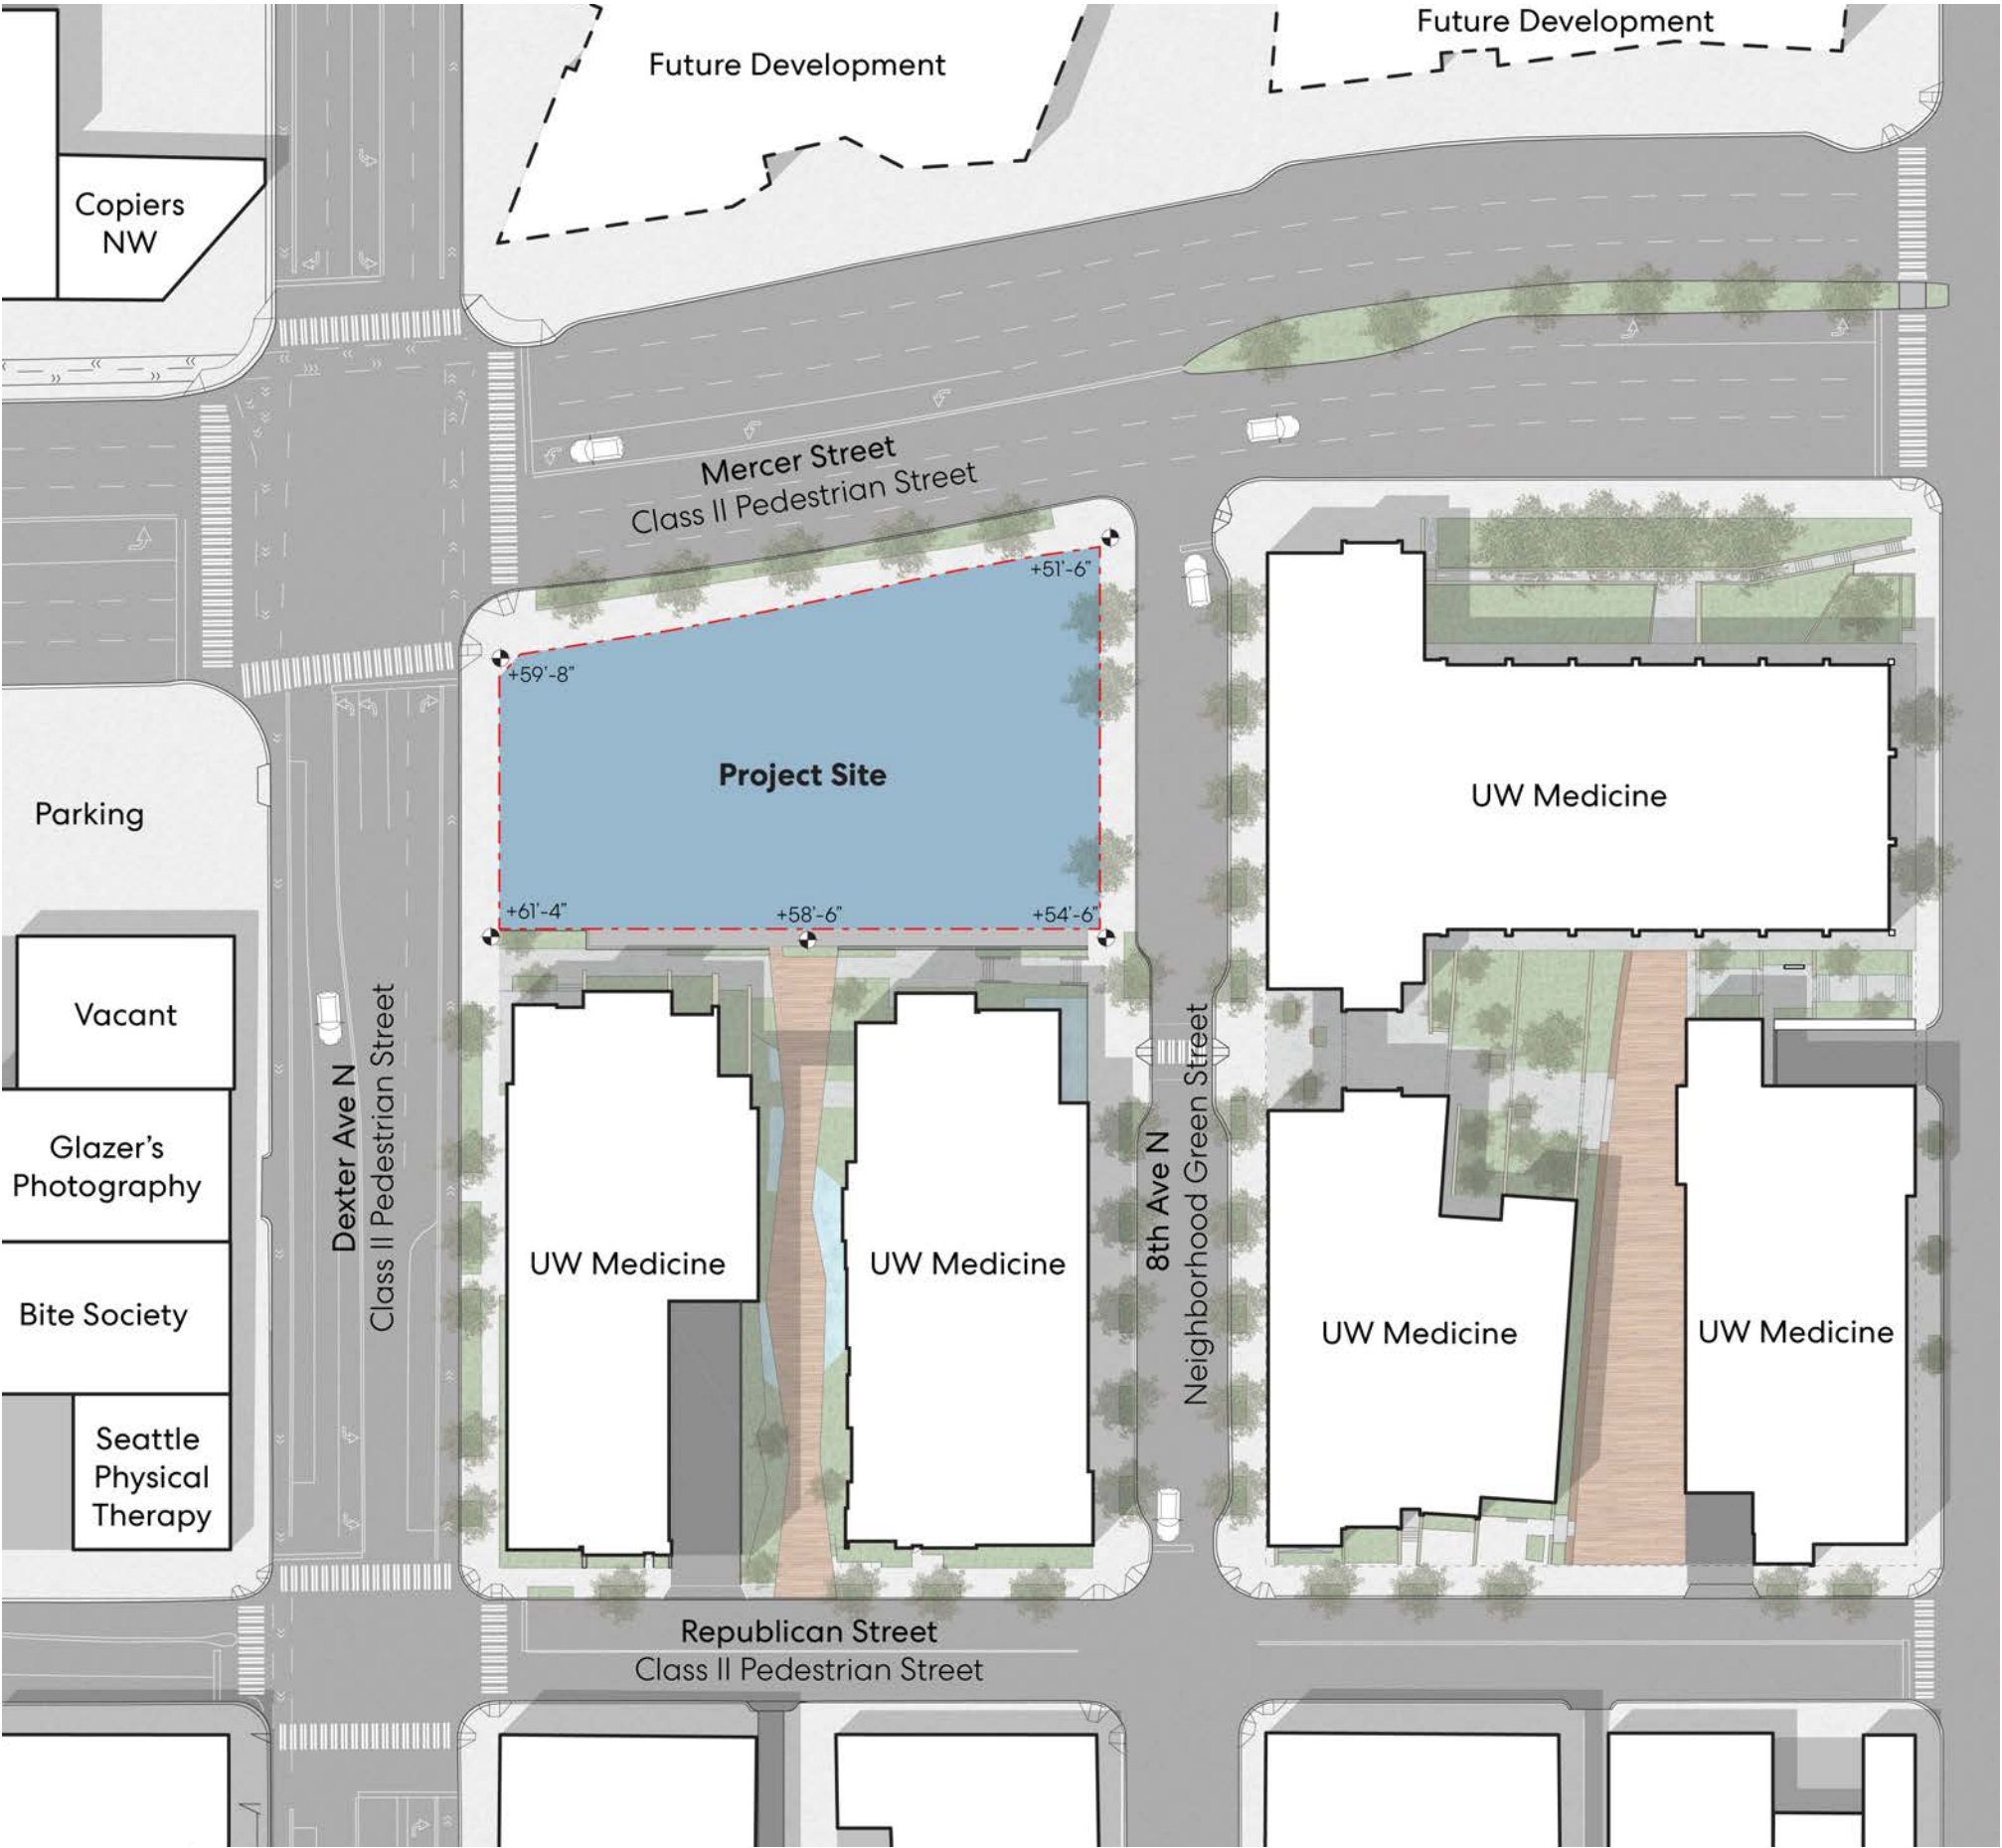 Future Development
Future Development
Copiers
NW
Mercer Street
Class II Pedestrian Street
+51'-6"
+59'-8"
Project Site
UW Medicine
Parking
+61'-4"
+58'-6"
+54'-6"
Vacant
Glazer's
Photography
Bite Society
Seattle
Physical
Therapy
Dexter Ave N
Class II Pedestrian Street
UW Medicine
UW Medicine
8th Ave N
Neighborhood Green Street
UW Medicine
UW Medicine
Republican Street
Class II Pedestrian Street